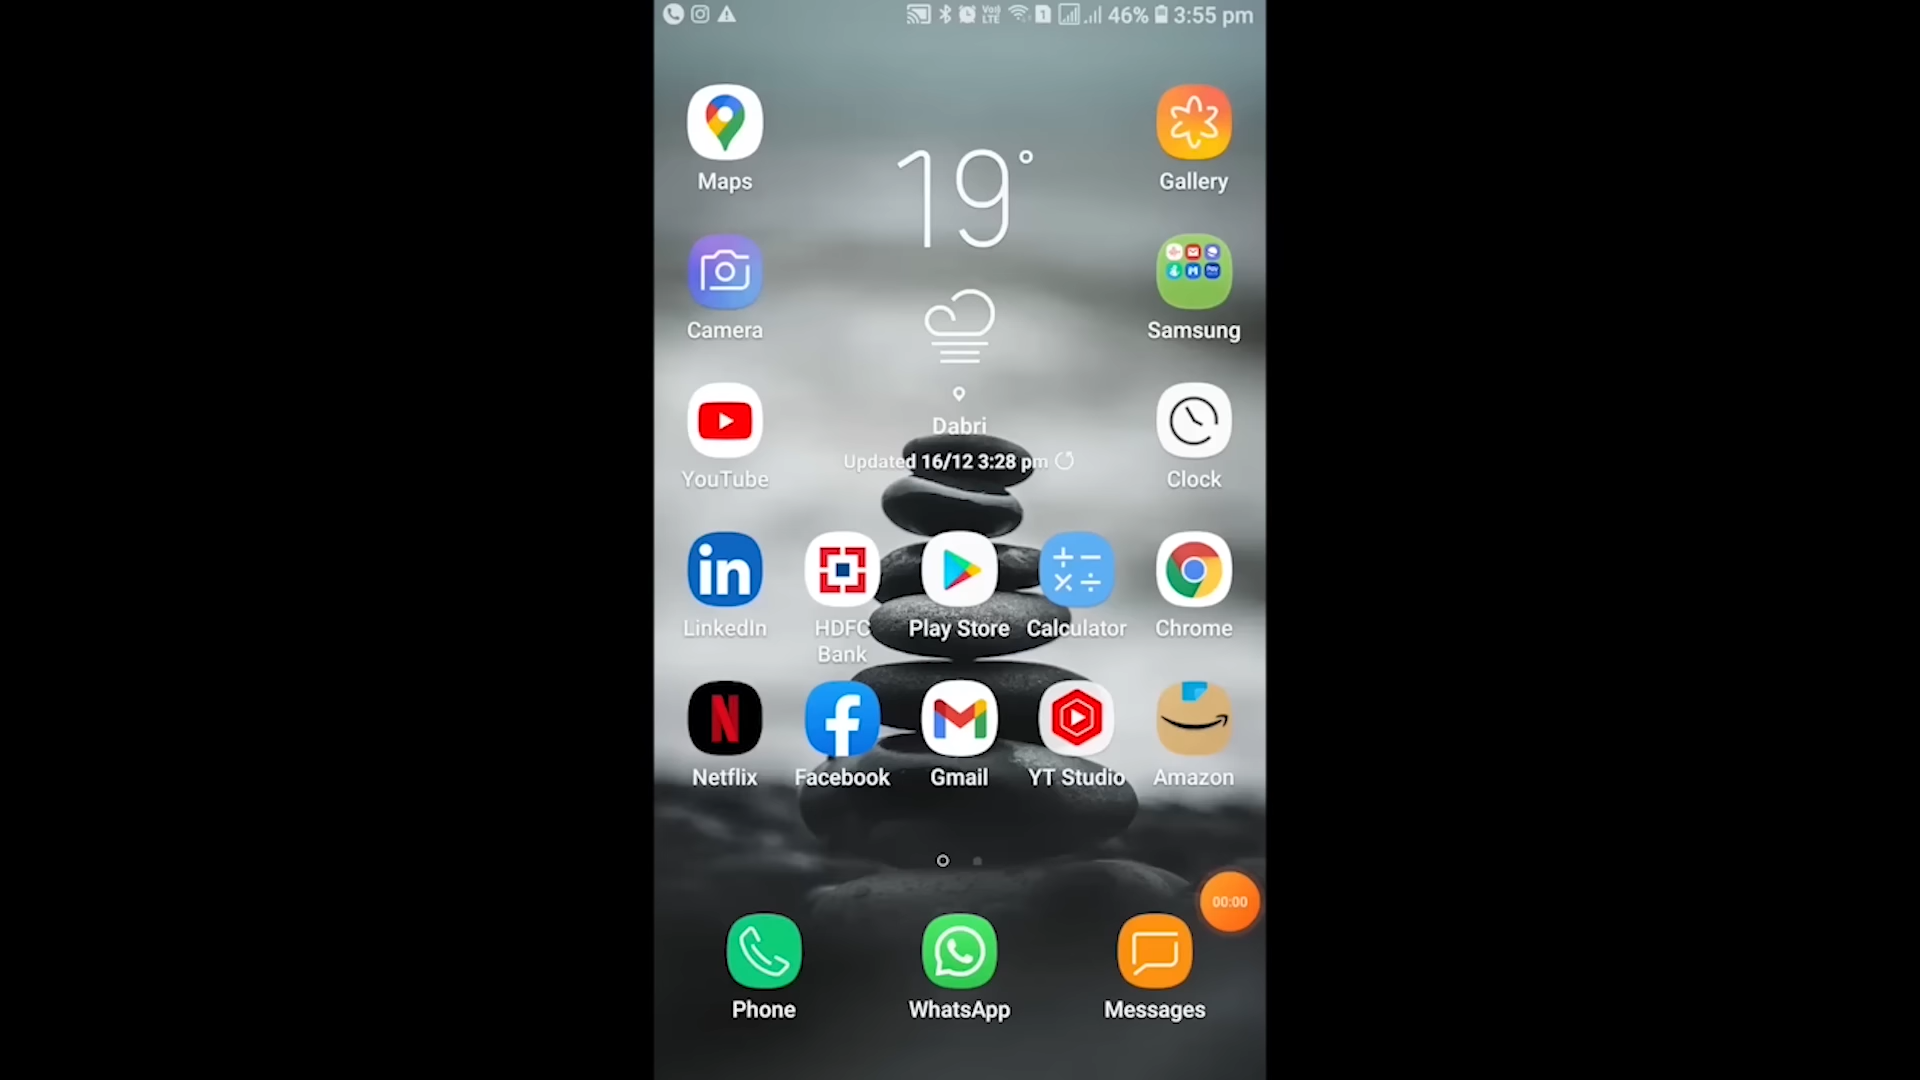 46% 3:55 pm
Maps
19°
Gallery
Camera
Samsung
Dabri
Updated 16/12 3:28 pm
YouTube
Clock
LinkedIn
HDFC Bank
Play Store
Calculator
Chrome
Netflix
Facebook
Gmail
YT Studio
Amazon
00:00
Phone
WhatsApp
Messages